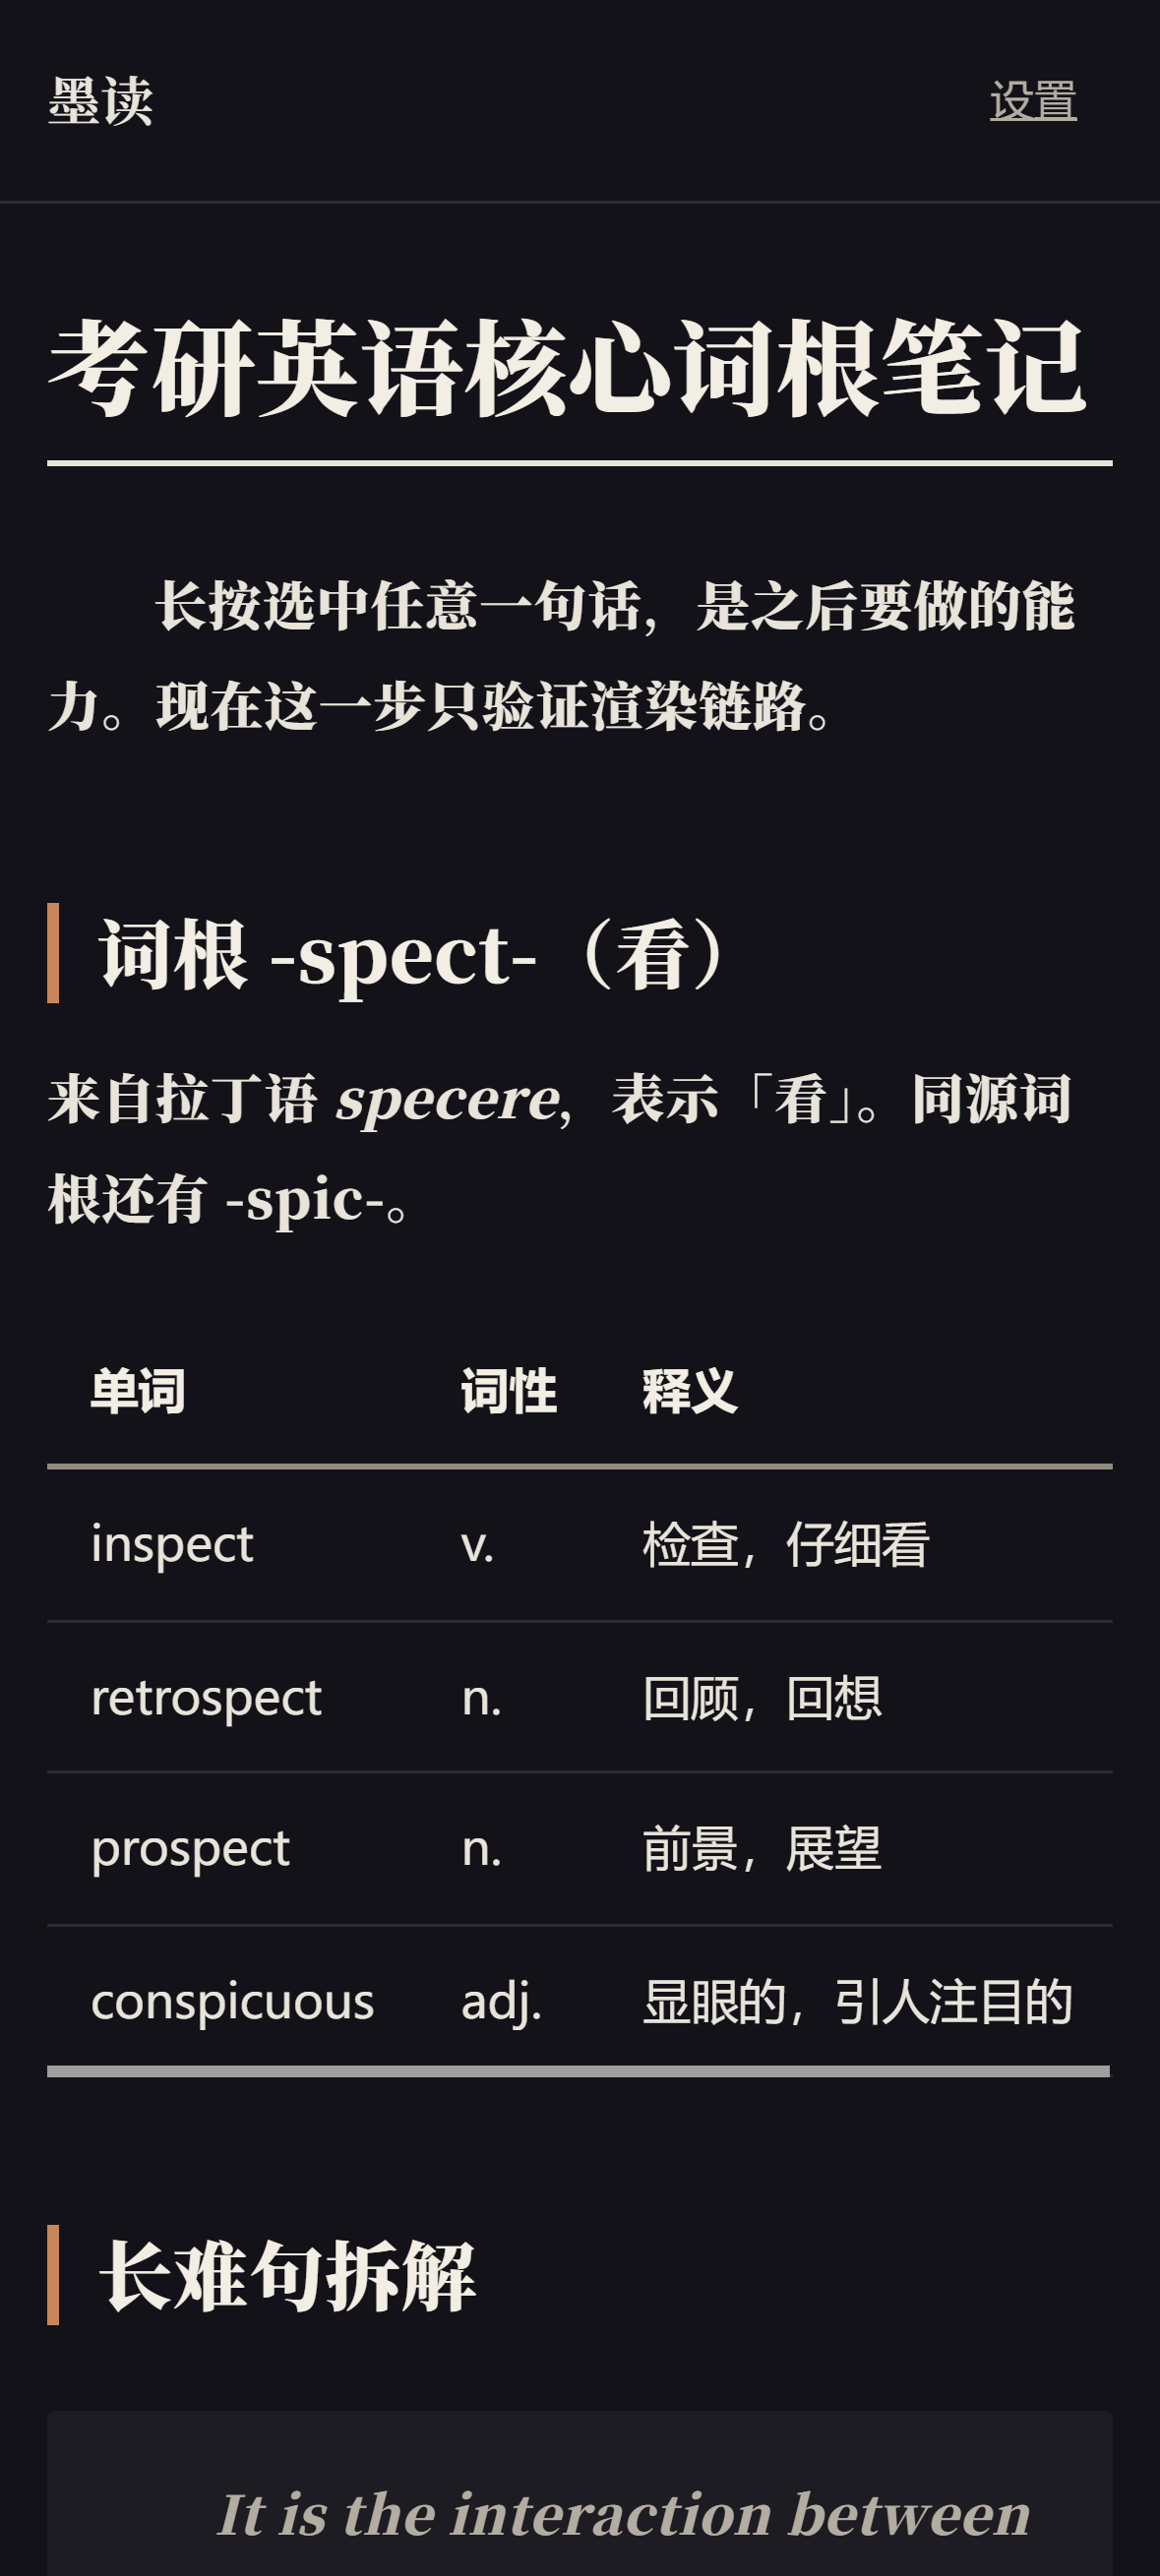 墨读 设置
考研英语核心词根笔记
长按选中任意一句话，是之后要做的能
力。现在这一步只验证渲染链路。
词根 -spect-（看）
来自拉丁语 specere，表示「看」。同源词
根还有 -spic-。
单词 词性 释义
inspect v. 检查，仔细看
retrospect n. 回顾，回想
prospect n. 前景，展望
conspicuous adj. 显眼的，引人注目的
长难句拆解
It is the interaction between